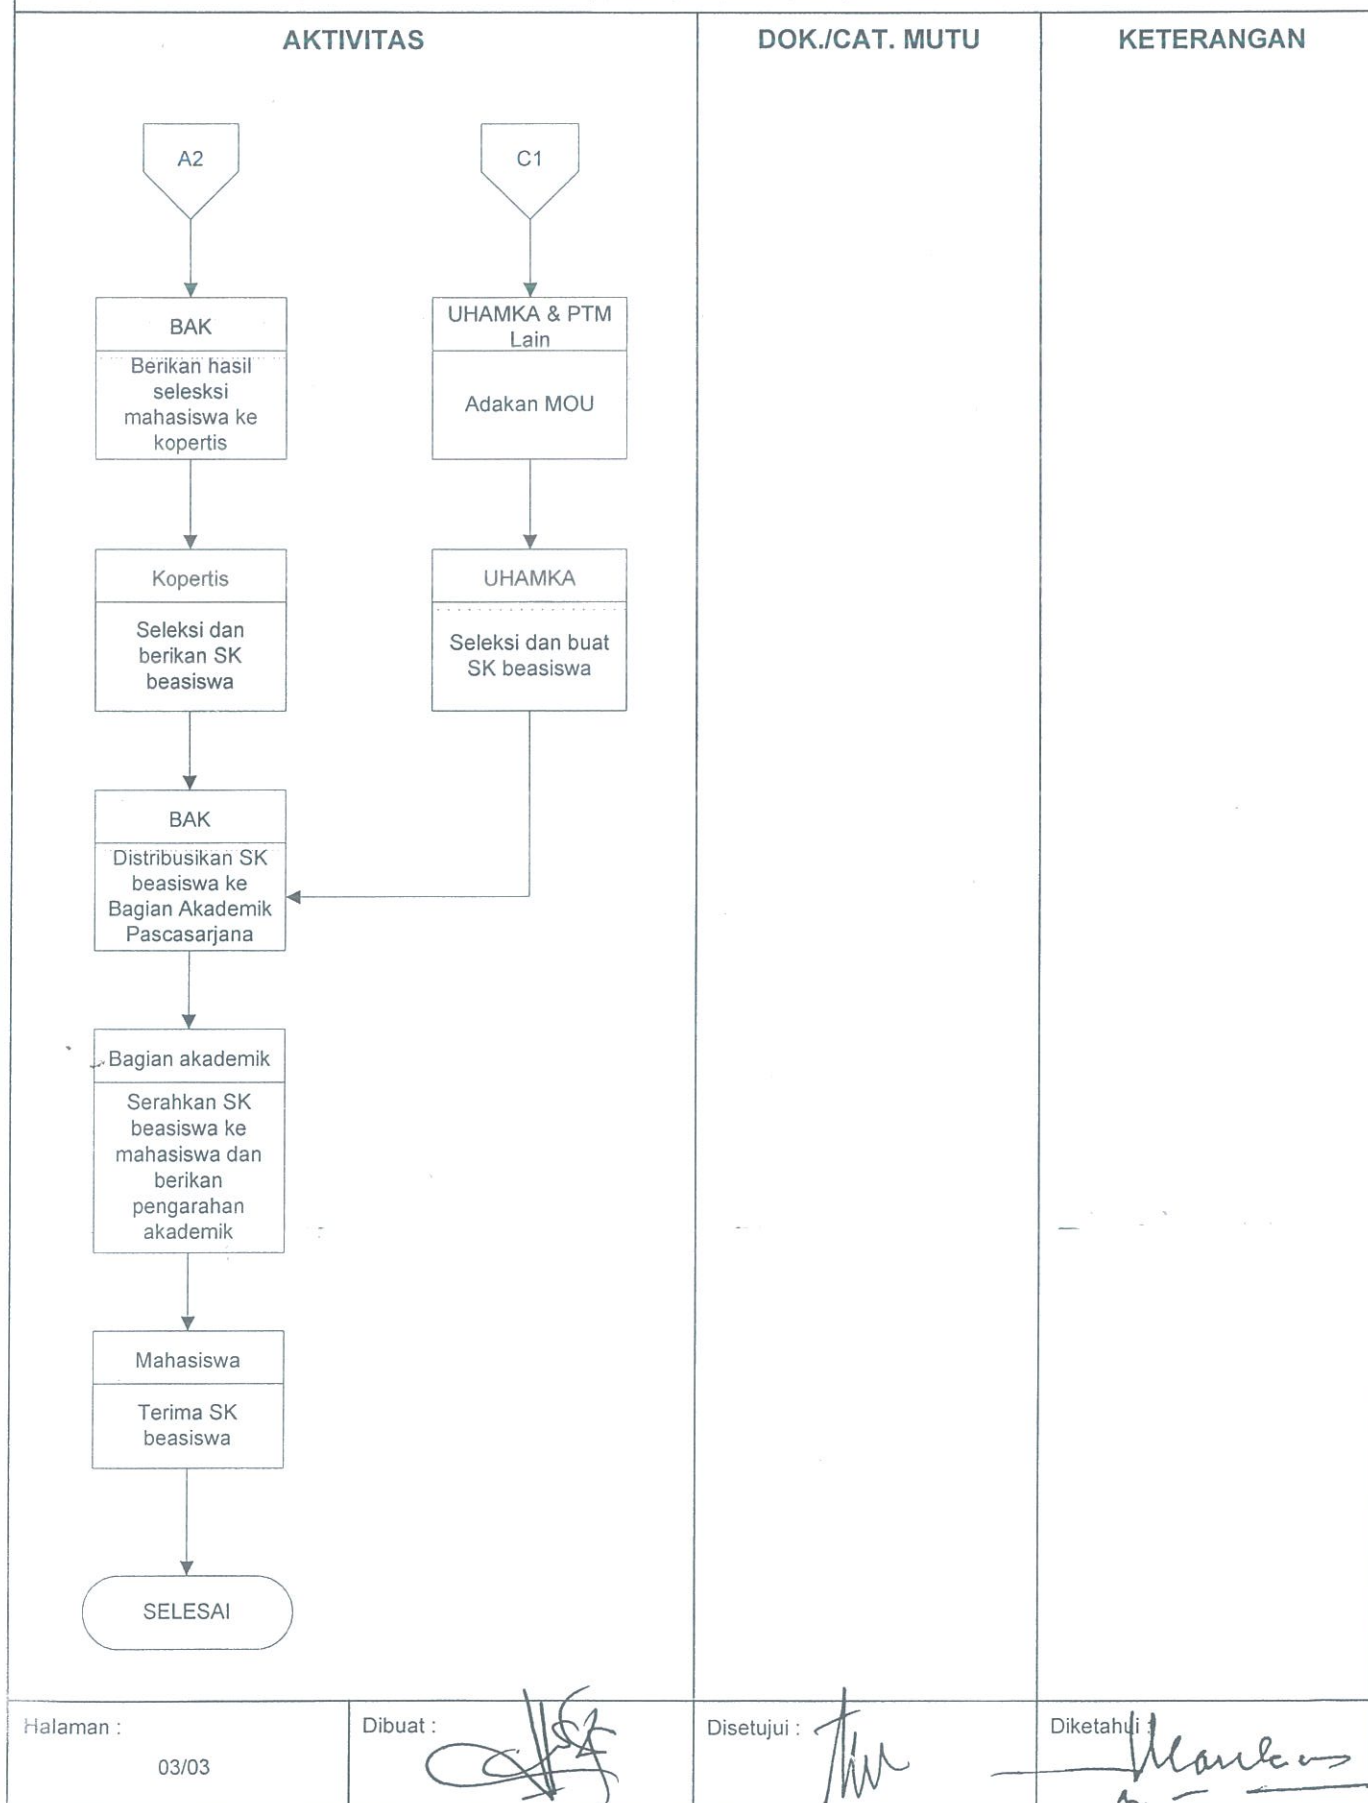 AKTIVITAS
DOK./CAT. MUTU
KETERANGAN
A2
C1
BAK
Berikan hasil
selesksi
mahasiswa ke
kopertis
UHAMKA & PTM
Lain
Adakan MOU
Kopertis
Seleksi dan
berikan SK
beasiswa
UHAMKA
Seleksi dan buat
SK beasiswa
BAK
Distribusikan SK
beasiswa ke
Bagian Akademik
Pascasarjana
Bagian akademik
Serahkan SK
beasiswa ke
mahasiswa dan
berikan
pengarahan
akademik
Mahasiswa
Terima SK
beasiswa
SELESAI
Halaman :
03/03
Dibuat :
Disetujui :
Diketahui :